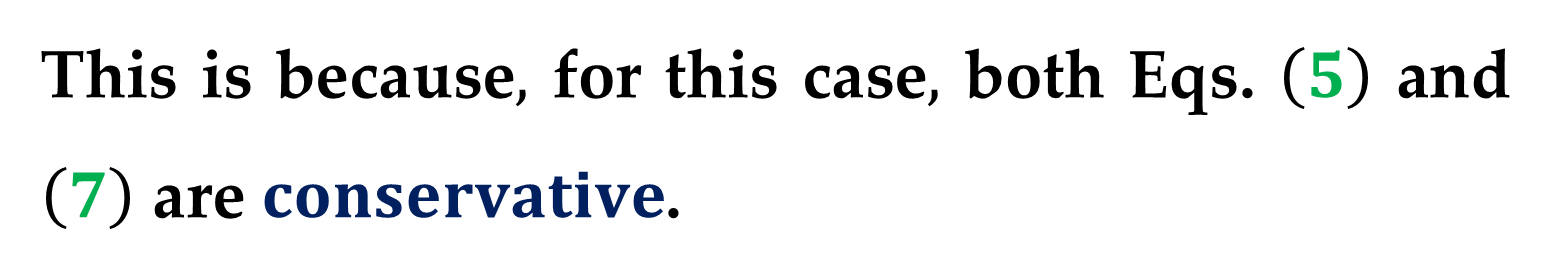 This is because, for this case, both Eqs. (5) and
(7) are conservative.